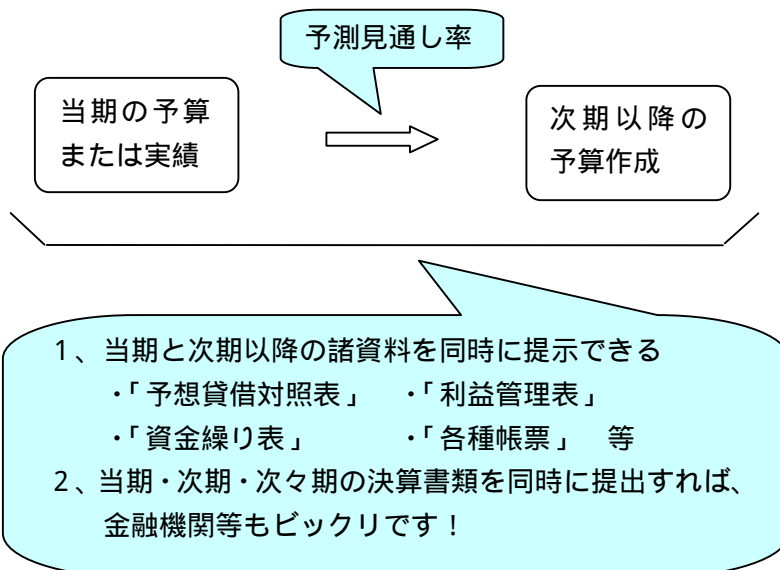 予測見通し率
当期の予算
または実績
次期以降の
予算作成
1、当期と次期以降の諸資料を同時に提示できる
・「予想貸借対照表」 ・「利益管理表」
・「資金繰り表」 ・「各種帳票」 等
2、当期・次期・次々期の決算書類を同時に提出すれば、
金融機関等もビックリです！